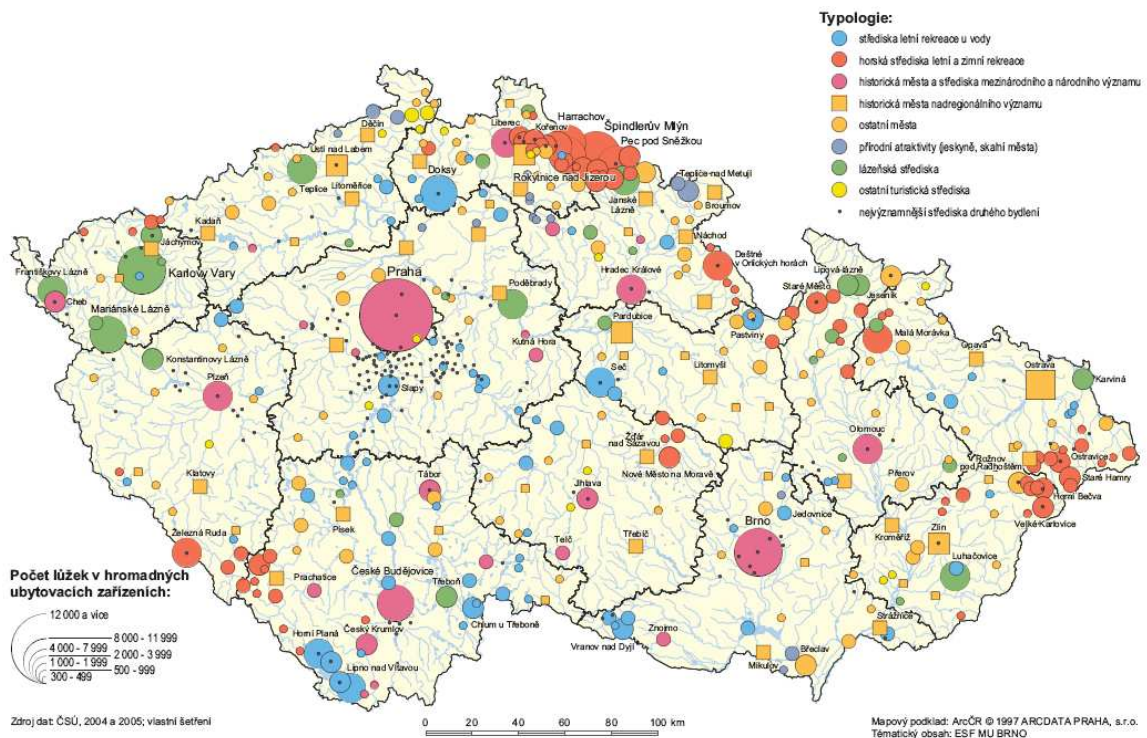 Typologie:
střediska letní rekreace u vody
horská střediska letní a zimní rekreace
historická města a střediska mezinárodního a národního významu
historická města nadregionálního významu
ostatní města
přírodní atraktivity (jeskyně, skalní města)
lázeňská střediska
ostatní turistická střediska
nejvýznamnější střediska druhého bydlení
Děčín
Ústí nad Labem
Teplice
Litoměřice
Liberec
Kořenov
Harrachov
Špindlerův Mlýn
Pec pod Sněžkou
Doksy
Rokytnice nad Jizerou
Janské
Lázně
Teplice nad Metují
Broumov
Kadaň
Jáchymov
Františkovy Lázně
Karlovy Vary
Cheb
Mariánské Lázně
Náchod
Deštné
v Orlických horách
Praha
Poděbrady
Hradec Králové
Lipová-lázně
Staré Město
Jeseník
Konstantinovy Lázně
Kutná Hora
Pardubice
Pastviny
Malá Morávka
Plzeň
Slapy
Seč
Litomyšl
Opava
Ostrava
Karviná
Klatovy
Tábor
Žďár
nad Sázavou
Nové Město na Moravě
Olomouc
Přerov
Rožnov
pod Radhoštěm
Ostravice
Staré Hamry
Horní Bečva
Velké Karlovice
Železná Ruda
Písek
Jihlava
Jedovnice
Brno
Telč
Třebíč
Kroměříž
Zlín
Luhačovice
Prachatice
České Budějovice
Třeboň
Chlum u Třeboně
Horní Planá
Český Krumlov
Lipno nad Vltavou
Vranov nad Dyjí
Znojmo
Mikulov
Břeclav
Strážnice
Počet lůžek v hromadných
ubytovacích zařízeních:
12 000 a více
8 000 - 11 999
4 000 - 7 999
2 000 - 3 999
1 000 - 1 999
500 - 999
300 - 499
Zdroj dat: ČSÚ, 2004 a 2005; vlastní šetření
0 20 40 60 80 100 km
Mapový podklad: ArcČR © 1997 ARCDATA PRAHA, s.r.o.
Tématický obsah: ESF MU BRNO